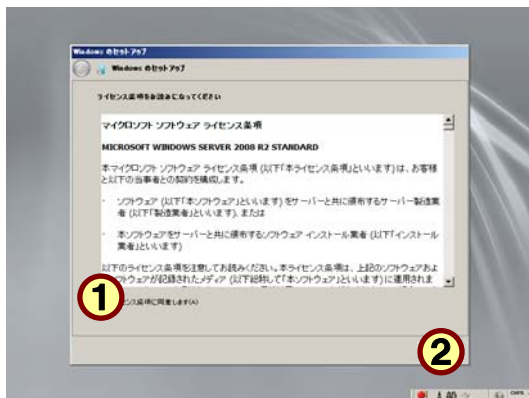 Windows のセットアップ
Windows のセットアップ
ライセンス条項をお読みになってください
マイクロソフト ソフトウェア ライセンス条項
MICROSOFT WINDOWS SERVER 2008 R2 STANDARD
本マイクロソフト ソフトウェア ライセンス条項 (以下「本ライセンス条項」といいます) は、お客様
と以下の当事者との契約を構成します。
· ソフトウェア (以下「本ソフトウェア」といいます) をサーバーと共に頒布するサーバー製造業
者 (以下「製造業者」といいます)、または
· 本ソフトウェアをサーバーと共に頒布するソフトウェア インストール業者 (以下「インストール
業者」といいます)
以下のライセンス条項を注意してお読みください。本ライセンス条項は、上記のソフトウェアおよ
ソフトウェアが記録されたメディア (以下総称して「本ソフトウェア」といいます) に適用されま
1
センス条項に同意します(A)
2